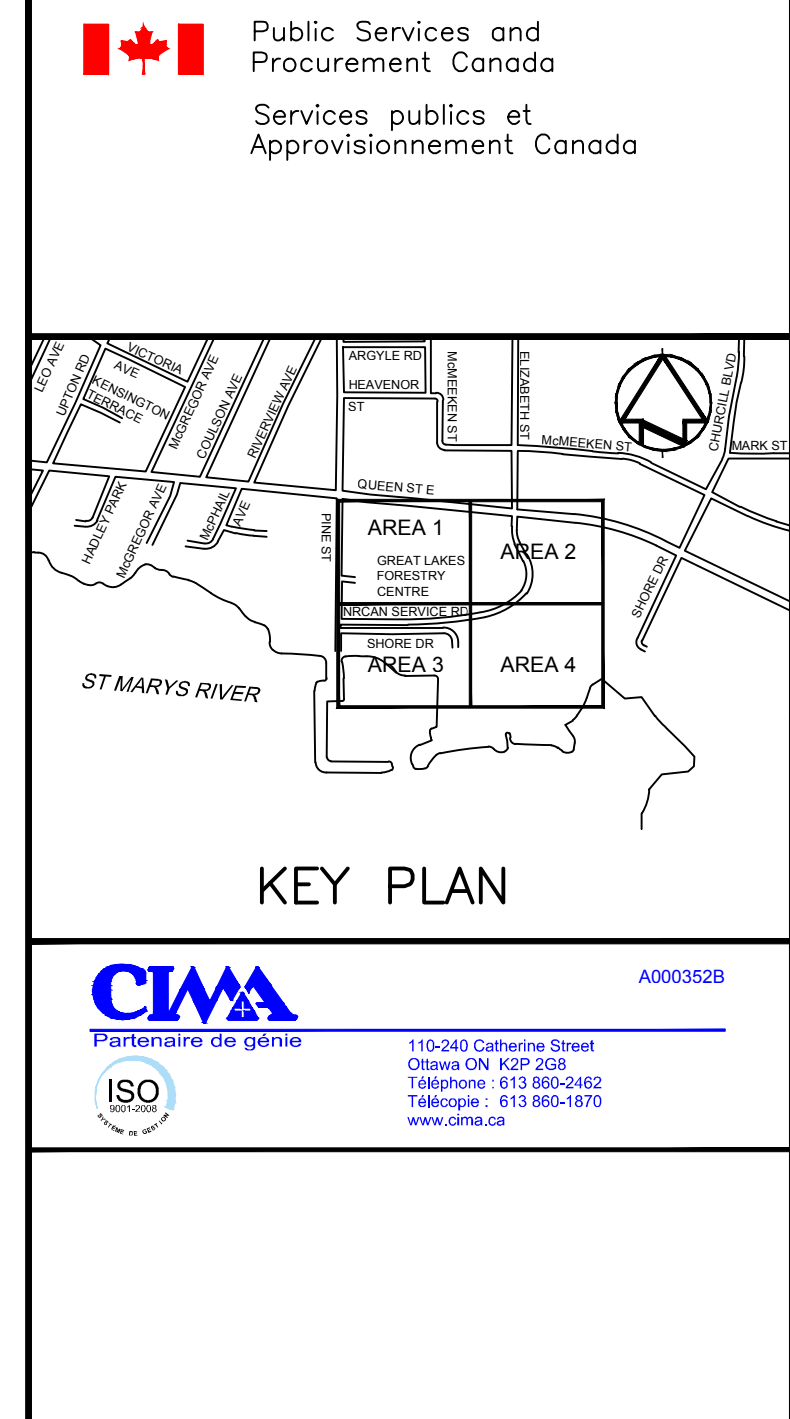 Public Services and
Procurement Canada
Services publics et
Approvisionnement Canada
LEO AVE
UPTON RD
VICTORIA
AVE
KENSINGTON
TERRACE
McGREGOR AVE
COULSON AVE
RIVERVIEW AVE
ARGYLE RD
HEAVENOR
ST
McMEEKEN ST
ELIZABETH ST
McMEEKEN ST
CHURCILL BLVD
MARK ST
QUEEN ST E
HADLEY PARK
McGREGOR AVE
McPHAIL
AVE
PINE ST
AREA 1
GREAT LAKES
FORESTRY
CENTRE
AREA 2
NRCAN SERVICE RD
SHORE DR
SHORE DR
AREA 3
AREA 4
ST MARYS RIVER
KEY PLAN
CIMA+
A000352B
Partenaire de génie
ISO
9001-2008
SYSTÈME DE GESTION
110-240 Catherine Street
Ottawa ON K2P 2G8
Téléphone : 613 860-2462
Télécopie : 613 860-1870
www.cima.ca